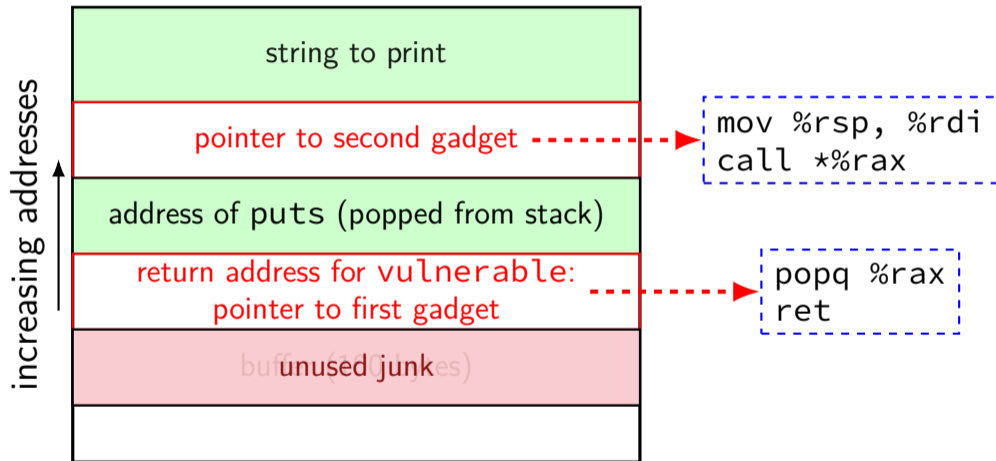 increasing addresses
string to print
pointer to second gadget
mov %rsp, %rdi
call *%rax
address of puts (popped from stack)
return address for vulnerable:
pointer to first gadget
popq %rax
ret
unused junk